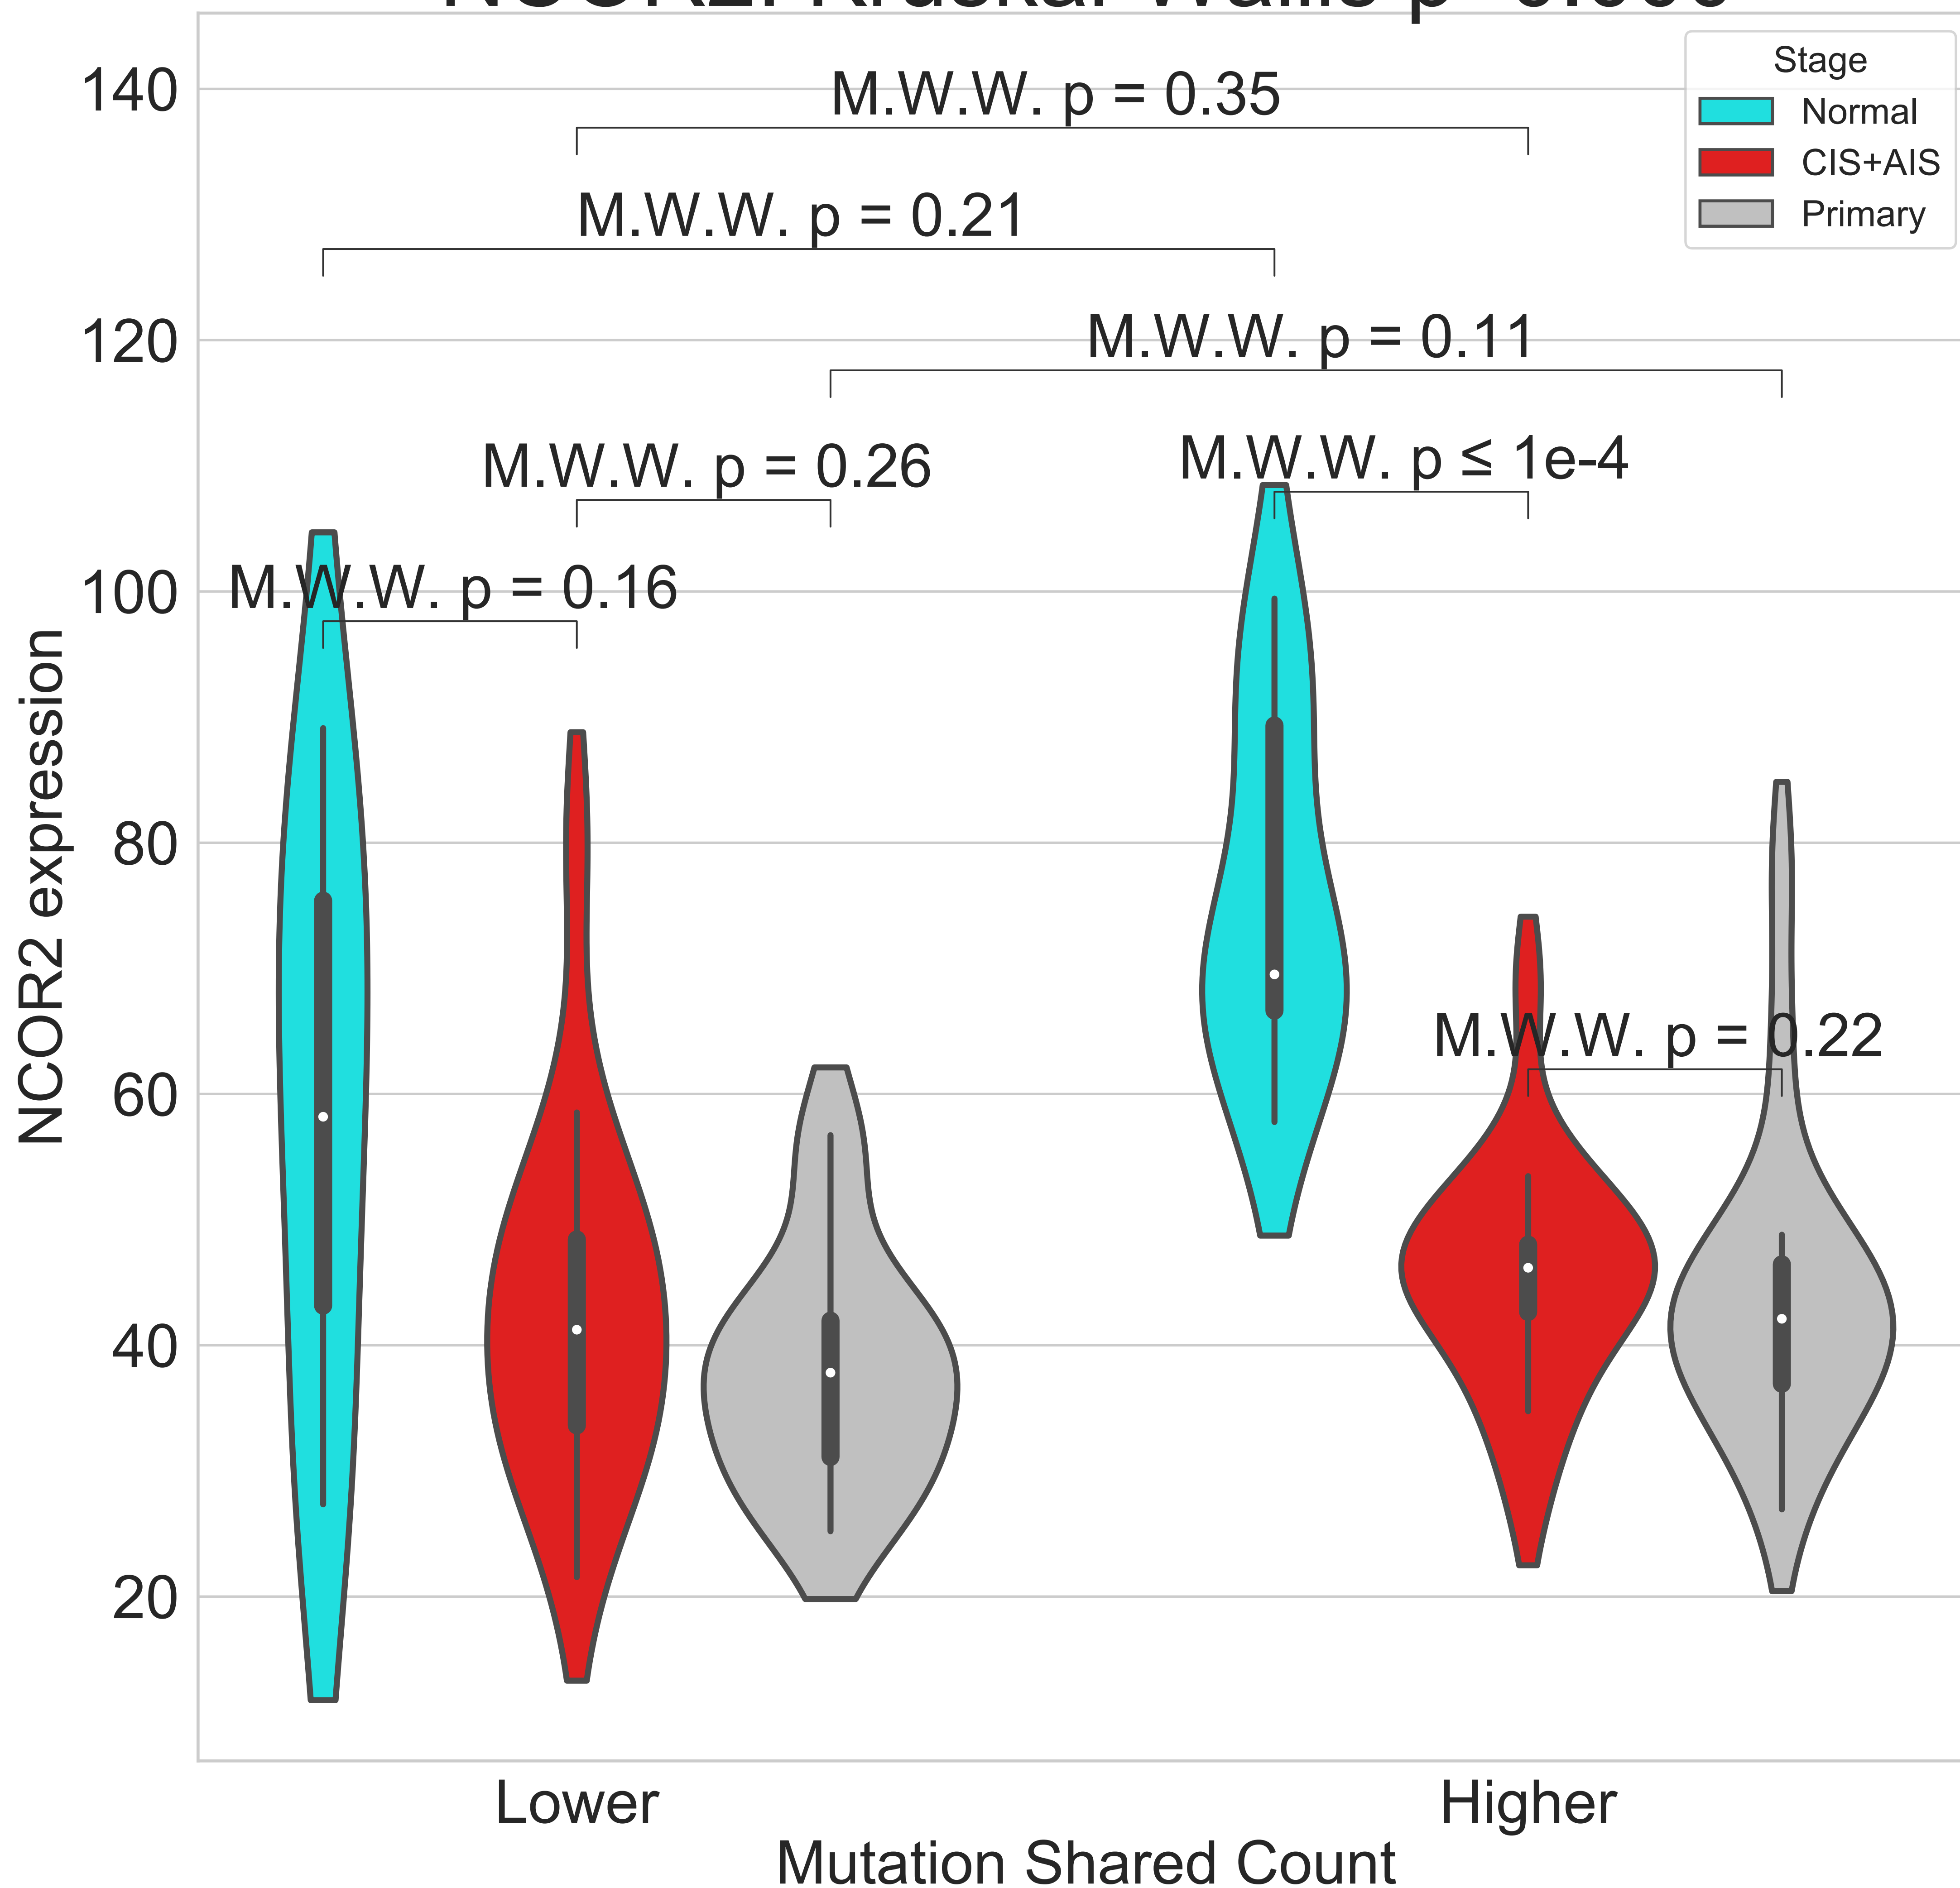 Stage
Normal
CIS+AIS
Primary
M.W.W. p = 0.35
M.W.W. p = 0.21
M.W.W. p = 0.11
M.W.W. p = 0.26
M.W.W. p ≤ 1e-4
M.W.W. p = 0.16
M.W.W. p = 0.22
140
120
100
80
60
40
20
NCOR2 expression
Lower
Higher
Mutation Shared Count